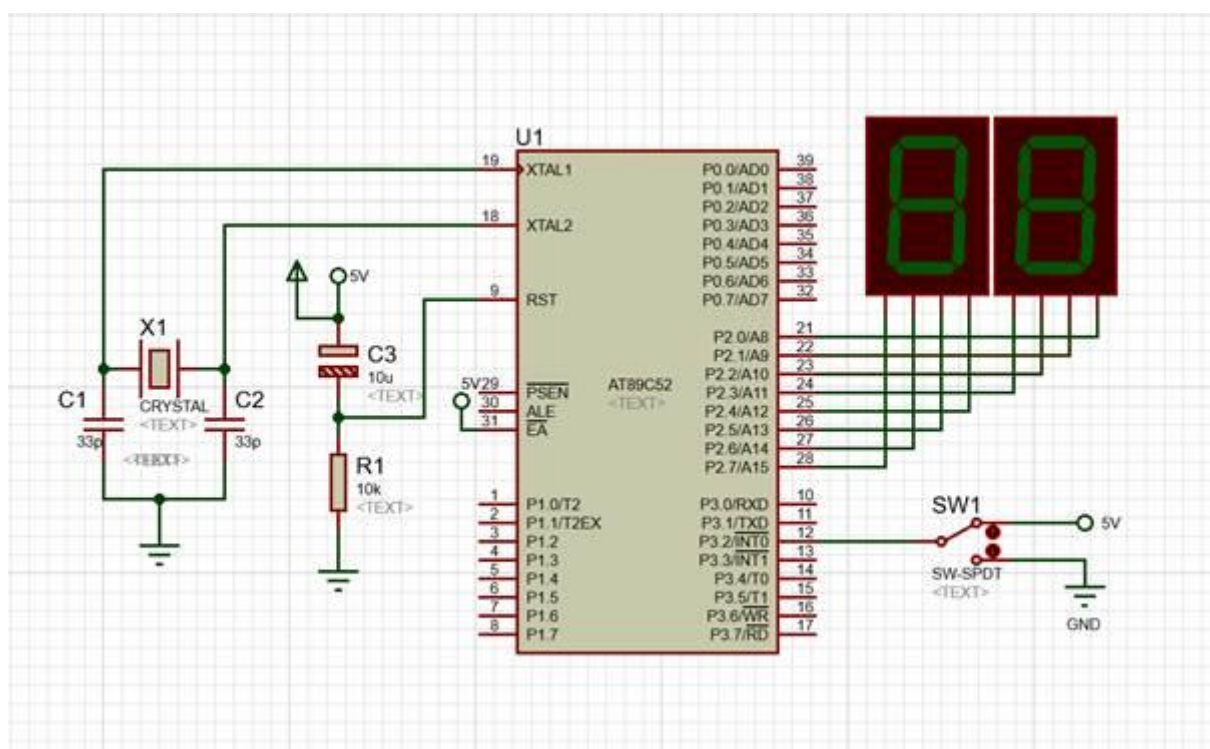 U1
19 XTAL1
18 XTAL2
9 RST
29 PSEN
30 ALE
31 EA
5V
1 P1.0/T2
2 P1.1/T2EX
3 P1.2
4 P1.3
5 P1.4
6 P1.5
7 P1.6
8 P1.7
AT89C52
<TEXT>
P0.0/AD0 39
P0.1/AD1 38
P0.2/AD2 37
P0.3/AD3 36
P0.4/AD4 35
P0.5/AD5 34
P0.6/AD6 33
P0.7/AD7 32
P2.0/A8 21
P2.1/A9 22
P2.2/A10 23
P2.3/A11 24
P2.4/A12 25
P2.5/A13 26
P2.6/A14 27
P2.7/A15 28
P3.0/RXD 10
P3.1/TXD 11
P3.2/INT0 12
P3.3/INT1 13
P3.4/T0 14
P3.5/T1 15
P3.6/WR 16
P3.7/RD 17
X1
CRYSTAL
<TEXT>
C1
33p
C2
33p
5V
C3
10u
<TEXT>
R1
10k
<TEXT>
SW1
5V
SW-SPDT
<TEXT>
GND